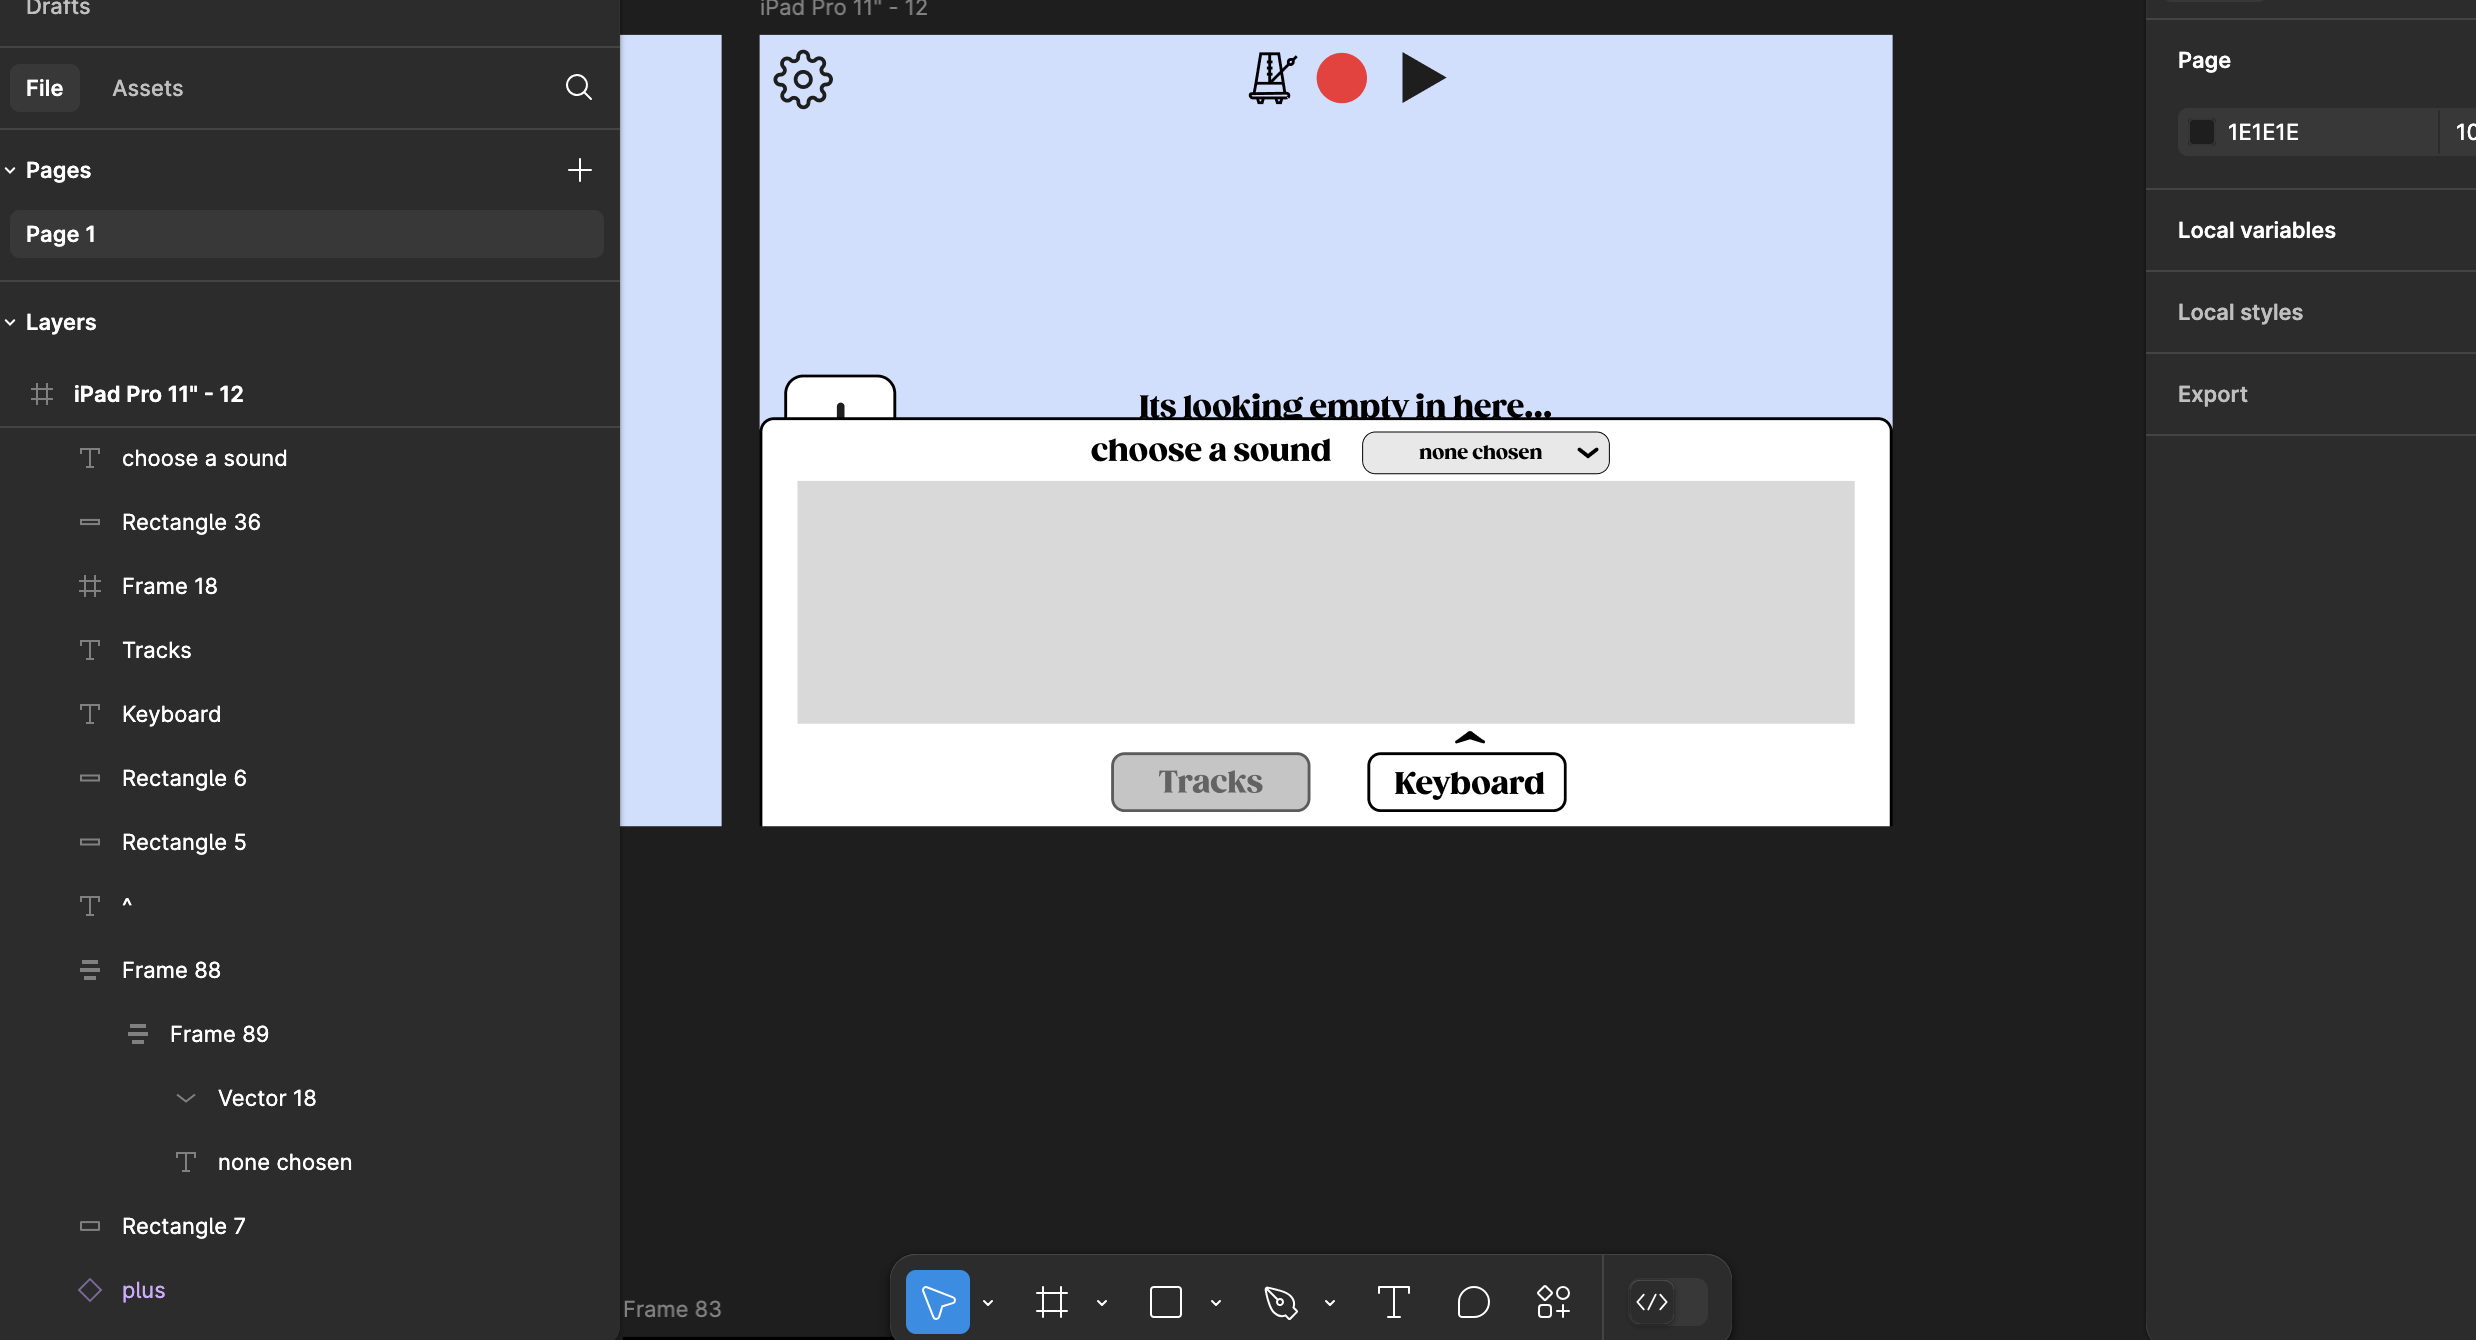 Drafts
File
Assets
Pages
Page 1
Layers
iPad Pro 11" - 12
choose a sound
Rectangle 36
Frame 18
Tracks
Keyboard
Rectangle 6
Rectangle 5
^
Frame 88
Frame 89
Vector 18
none chosen
Rectangle 7
plus
iPad Pro 11" - 12
Its looking empty in here...
choose a sound
none chosen
Tracks
Keyboard
Frame 83
Page
1E1E1E
10
Local variables
Local styles
Export